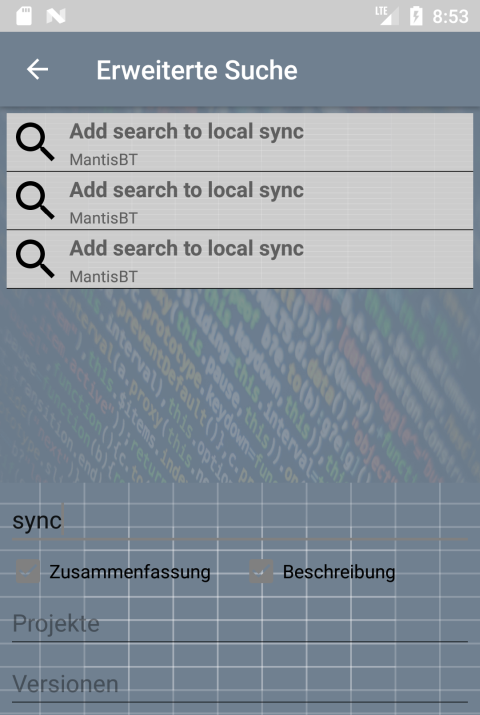 LTE 8:53
Erweiterte Suche
Add search to local sync
MantisBT
Add search to local sync
MantisBT
Add search to local sync
MantisBT
sync
Zusammenfassung
Beschreibung
Projekte
Versionen